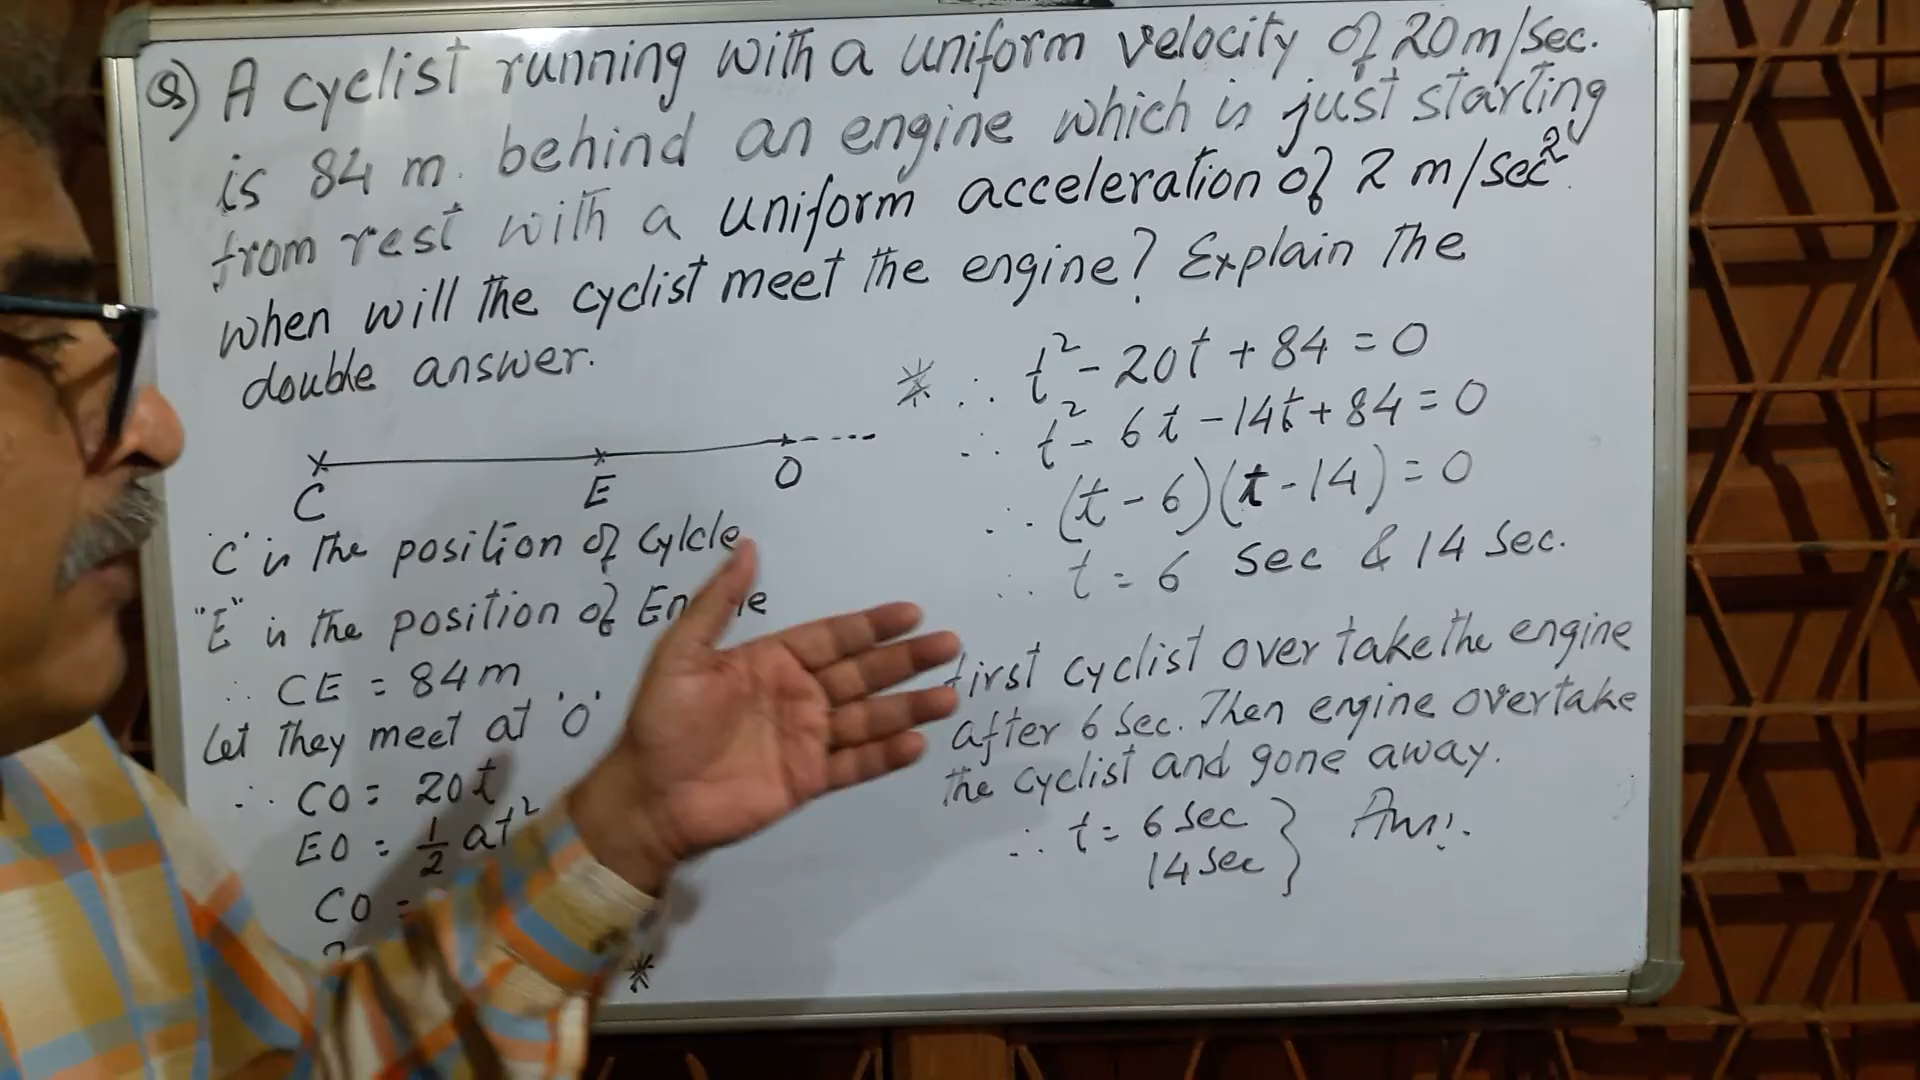 Q) A cyclist running with a uniform velocity of 20 m/sec.
is 84 m. behind an engine which is just starting
from rest with a uniform acceleration of 2 m/sec².
when will the cyclist meet the engine? Explain the
double answer.
C E O
'C' is the position of Cylcle
"E" is the position of
∴ CE = 84 m
Let they meet at 'O'
∴ CO = 20t
EO = 1/2 at²
CO =
*
* ∴ t² - 20t + 84 = 0
∴ t² - 6t - 14t + 84 = 0
∴ (t - 6)(t - 14) = 0
∴ t = 6 sec & 14 sec.
first cyclist over take the engine
after 6 sec. Then engine overtake
the cyclist and gone away.
∴ t = 6 sec } Ans.
14 sec